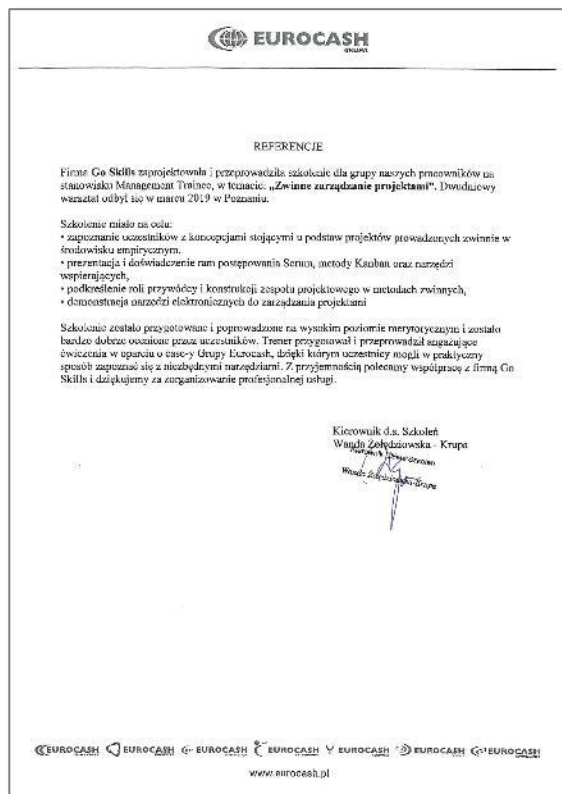 EUROCASH
GRUPA
REFERENCJE
Firma Go Skills zaprojektowała i przeprowadziła szkolenie dla grupy naszych pracowników na
stanowisku Management Trainee, w temacie: „Zwinne zarządzanie projektami”. Dwudniowy
warsztat odbył się w marcu 2019 w Poznaniu.
Szkolenie miało na celu:
• zapoznanie uczestników z koncepcjami stojącymi u podstaw projektów prowadzonych zwinnie w
środowisku empirycznym.
• prezentacja i doświadczenie ram postępowania Scrum, metody Kanban oraz narzędzi
wspierających,
• podkreślenie roli przywódcy i konstrukcji zespołu projektowego w metodach zwinnych,
• demonstracja narzędzi elektronicznych do zarządzania projektami
Szkolenie zostało przygotowane i poprowadzone na wysokim poziomie merytorycznym i zostało
bardzo dobrze ocenione przez uczestników. Trener przygotował i przeprowadził angażujące
ćwiczenia w oparciu o case-y Grupy Eurocash, dzięki którym uczestnicy mogli w praktyczny
sposób zapoznać się z niezbędnymi narzędziami. Z przyjemnością polecamy współpracę z firmą Go
Skills i dziękujemy za zorganizowanie profesjonalnej usługi.
Kierownik d.s. Szkoleń
Wanda Żołędziowska - Krupa
Wanda Żołędziowska-Krupa
EUROCASH EUROCASH EUROCASH EUROCASH EUROCASH EUROCASH EUROCASH
www.eurocash.pl